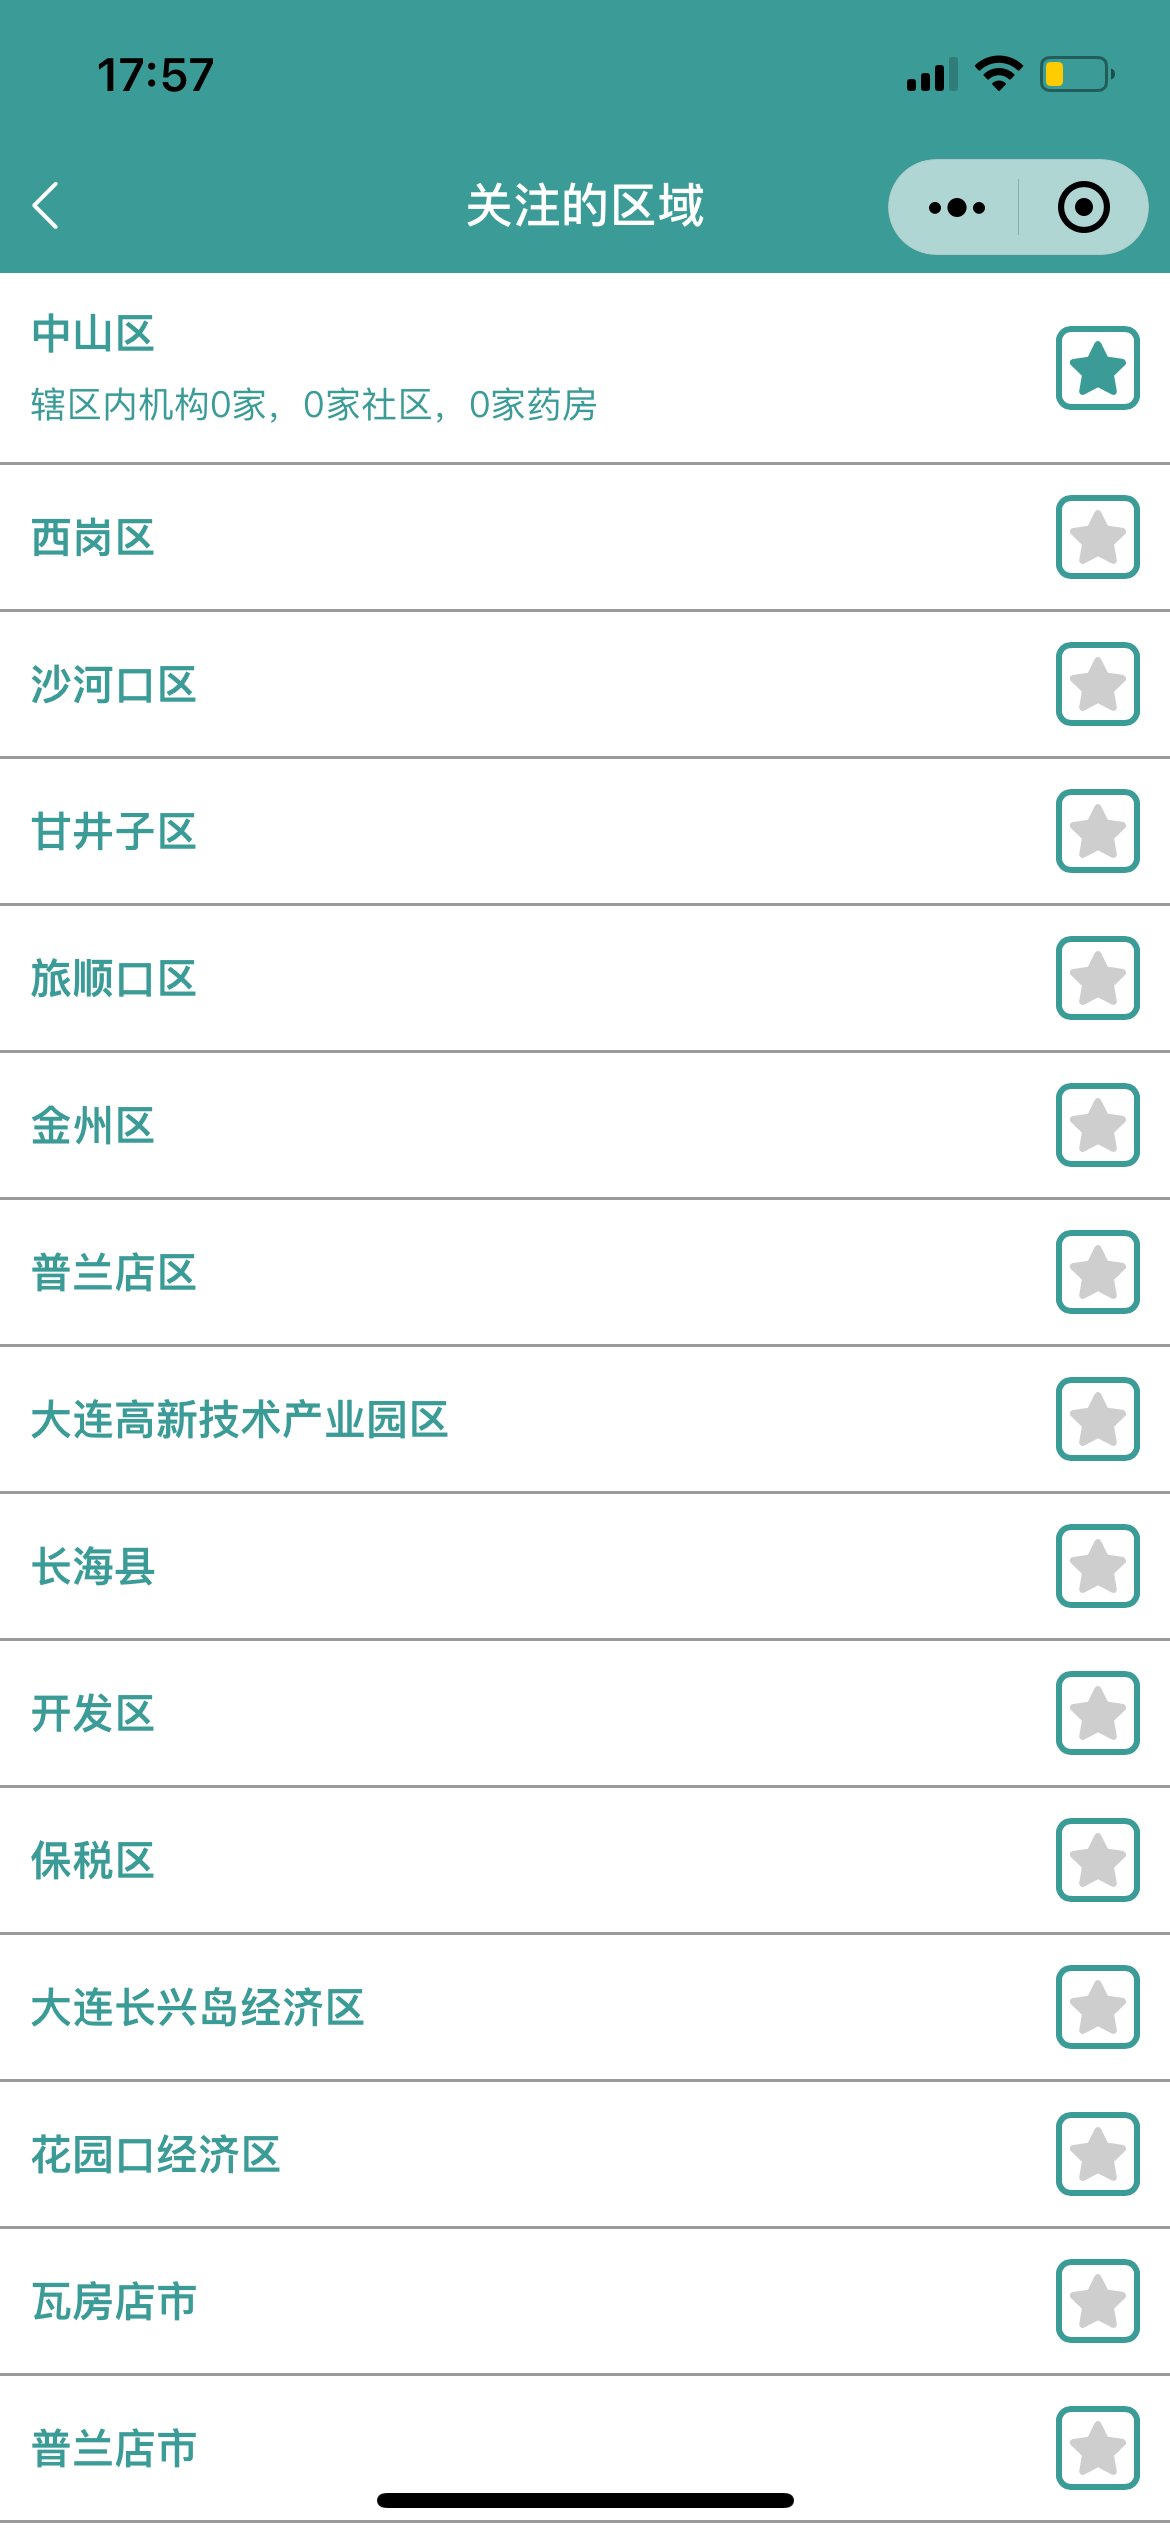 17:57
关注的区域
中山区
辖区内机构0家，0家社区，0家药房
西岗区
沙河口区
甘井子区
旅顺口区
金州区
普兰店区
大连高新技术产业园区
长海县
开发区
保税区
大连长兴岛经济区
花园口经济区
瓦房店市
普兰店市